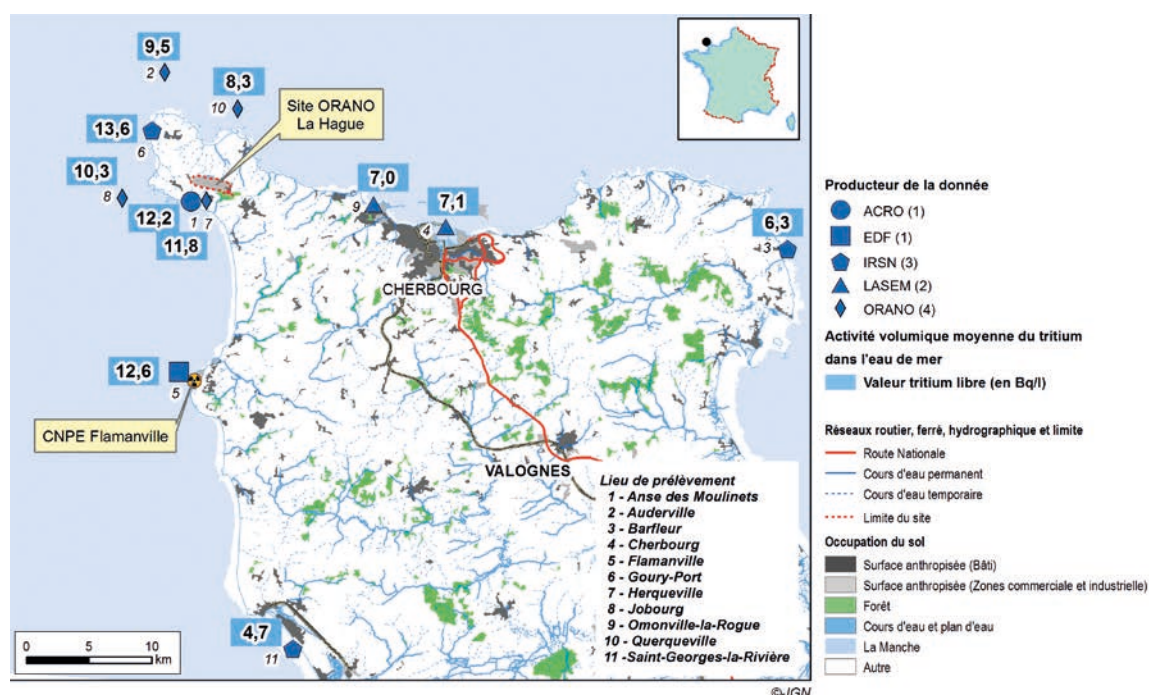 9,5
2
8,3
10
Site ORANO
La Hague
13,6
6
10,3
8
12,2
1
7
11,8
7,0
9
7,1
4
6,3
3
CHERBOURG
12,6
5
CNPE Flamanville
VALOGNES
4,7
11
0 5 10
km
Lieu de prélèvement
1 - Anse des Moulinets
2 - Auderville
3 - Barfleur
4 - Cherbourg
5 - Flamanville
6 - Goury-Port
7 - Herqueville
8 - Jobourg
9 - Omonville-la-Rogue
10 - Querqueville
11 -Saint-Georges-la-Rivière
Producteur de la donnée
ACRO (1)
EDF (1)
IRSN (3)
LASEM (2)
ORANO (4)
Activité volumique moyenne du tritium
dans l'eau de mer
Valeur tritium libre (en Bq/l)
Réseaux routier, ferré, hydrographique et limite
Route Nationale
Cours d'eau permanent
Cours d'eau temporaire
Limite du site
Occupation du sol
Surface anthropisée (Bâti)
Surface anthropisée (Zones commerciale et industrielle)
Forêt
Cours d'eau et plan d'eau
La Manche
Autre
©IGN